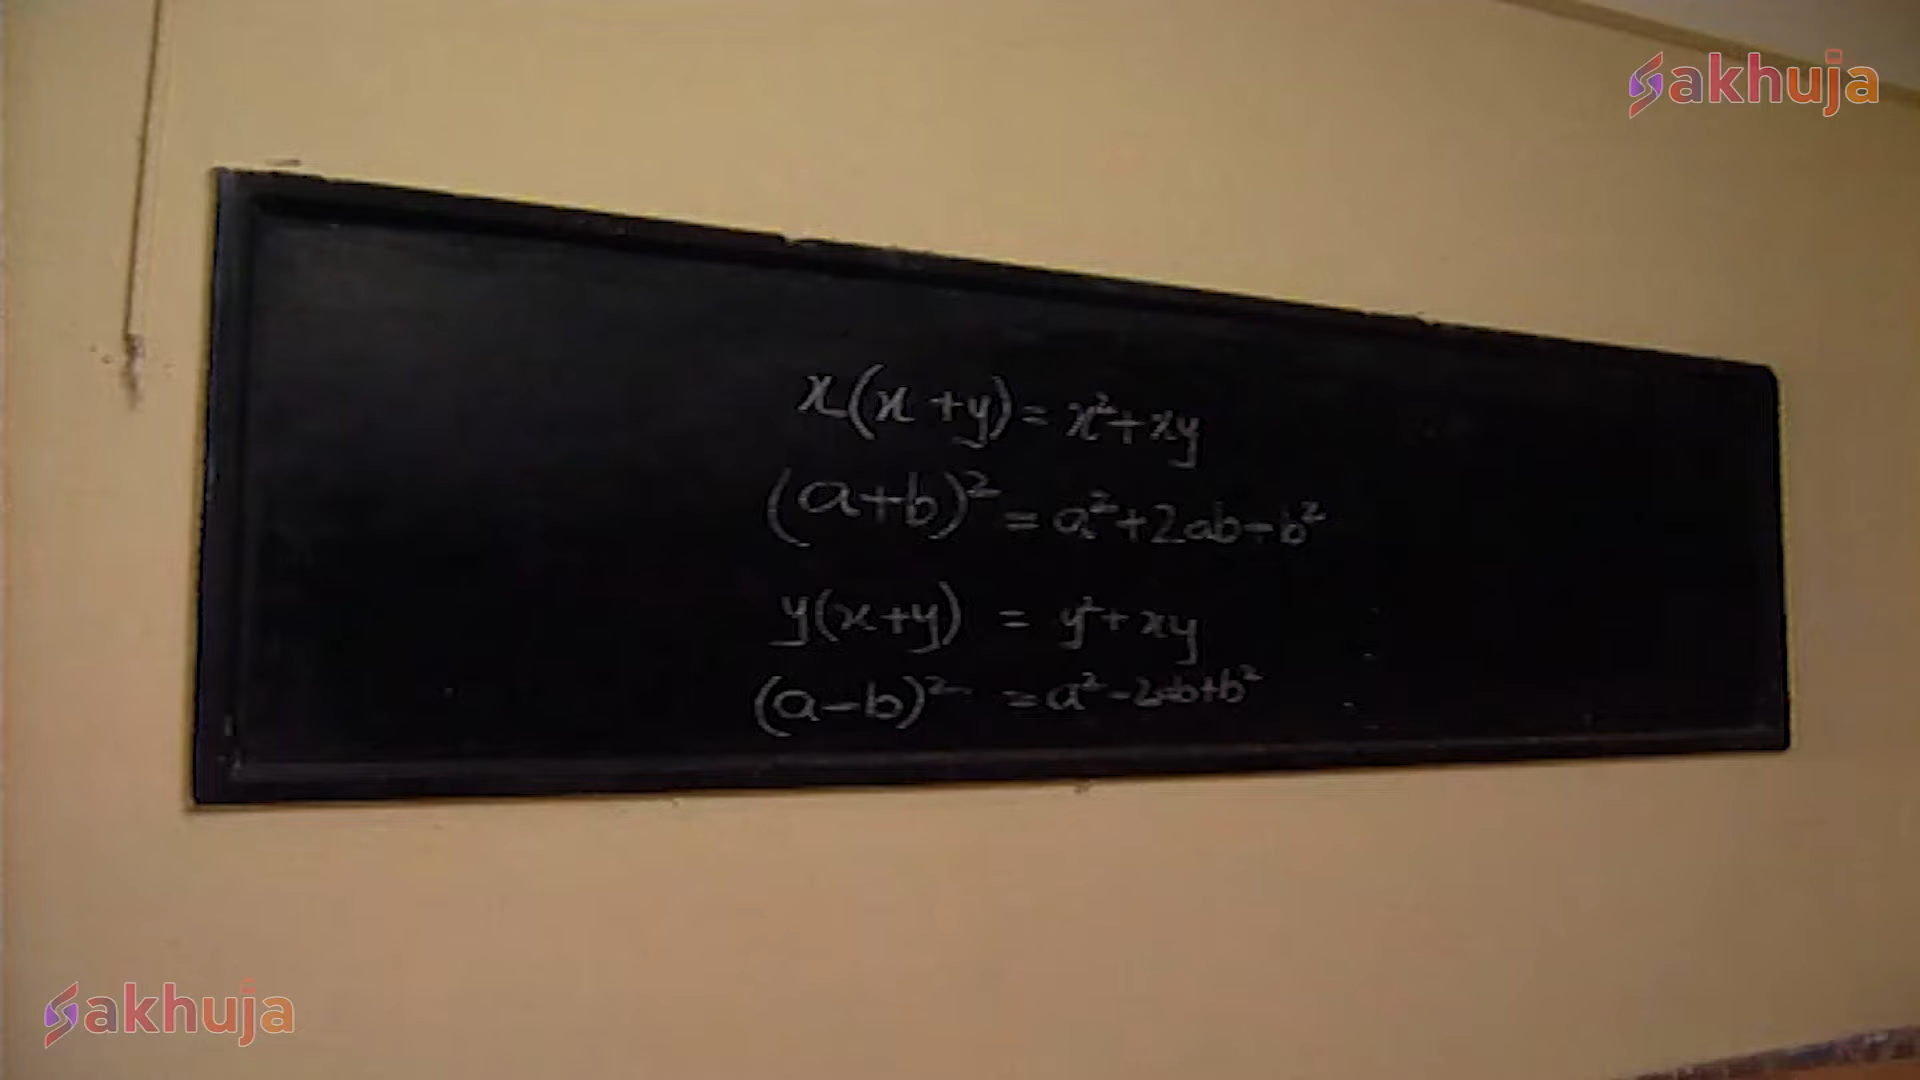 Sakhuja
x(x+y)=x²+xy
(a+b)²=a²+2ab-b²
y(x+y) = y²+xy
(a-b)² =a²-2ab+b²
Sakhuja